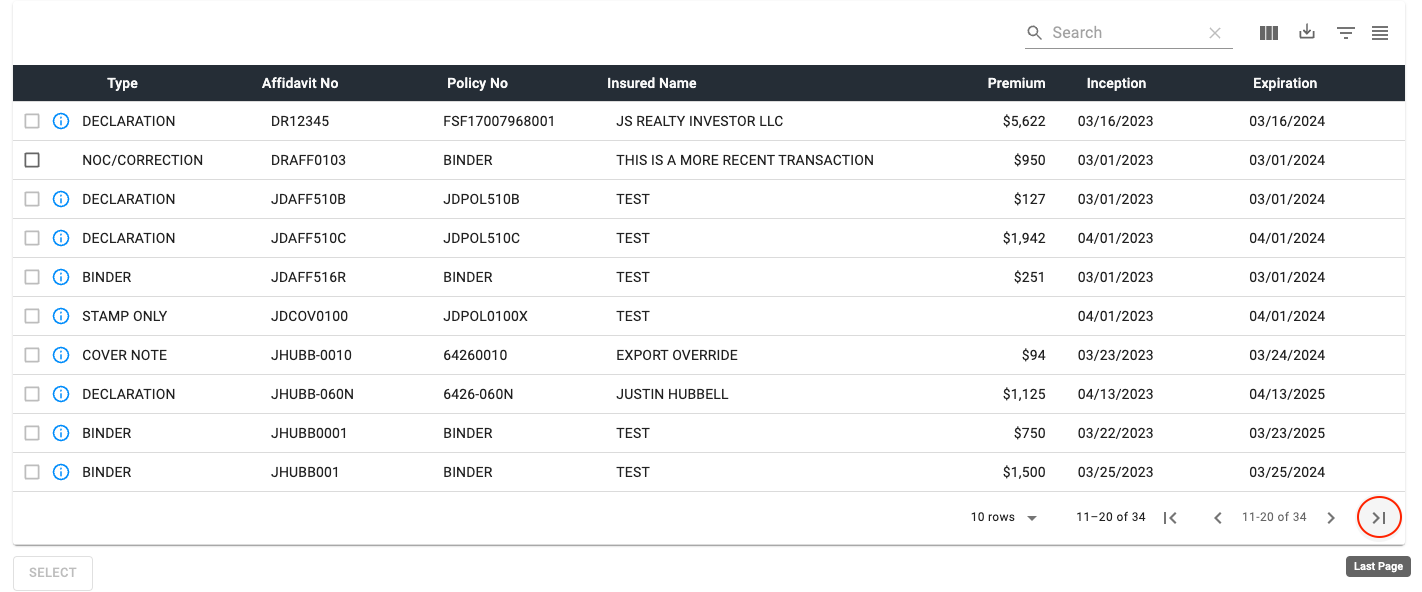 Search
Type Affidavit No Policy No Insured Name Premium Inception Expiration
DECLARATION DR12345 FSF17007968001 JS REALTY INVESTOR LLC $5,622 03/16/2023 03/16/2024
NOC/CORRECTION DRAFF0103 BINDER THIS IS A MORE RECENT TRANSACTION $950 03/01/2023 03/01/2024
DECLARATION JDAFF510B JDPOL510B TEST $127 03/01/2023 03/01/2024
DECLARATION JDAFF510C JDPOL510C TEST $1,942 04/01/2023 04/01/2024
BINDER JDAFF516R BINDER TEST $251 03/01/2023 03/01/2024
STAMP ONLY JDCOV0100 JDPOL0100X TEST 04/01/2023 04/01/2024
COVER NOTE JHUBB-0010 64260010 EXPORT OVERRIDE $94 03/23/2023 03/24/2024
DECLARATION JHUBB-060N 6426-060N JUSTIN HUBBELL $1,125 04/13/2023 04/13/2025
BINDER JHUBB0001 BINDER TEST $750 03/22/2023 03/23/2025
BINDER JHUBB001 BINDER TEST $1,500 03/25/2023 03/25/2024
10 rows 11–20 of 34 11-20 of 34
Last Page
SELECT